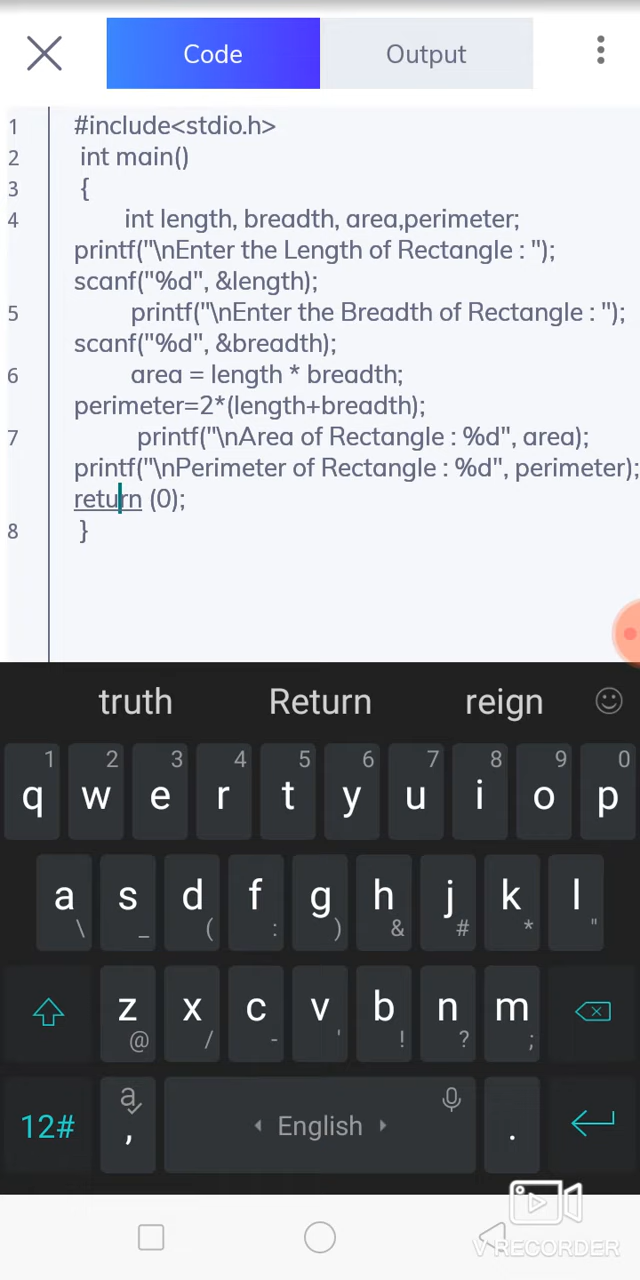 Code Output
1 #include<stdio.h>
2 int main()
3 {
4 int length, breadth, area,perimeter;
printf("\nEnter the Length of Rectangle : ");
scanf("%d", &length);
5 printf("\nEnter the Breadth of Rectangle : ");
scanf("%d", &breadth);
6 area = length * breadth;
perimeter=2*(length+breadth);
7 printf("\nArea of Rectangle : %d", area);
printf("\nPerimeter of Rectangle : %d", perimeter);
return (0);
8 }
truth Return reign
1 2 3 4 5 6 7 8 9 0
q w e r t y u i o p
a s d f g h j k l
\ _ ( : ) & # * "
z x c v b n m
@ / - ' ! ? ;
12# a , English .
V RECORDER